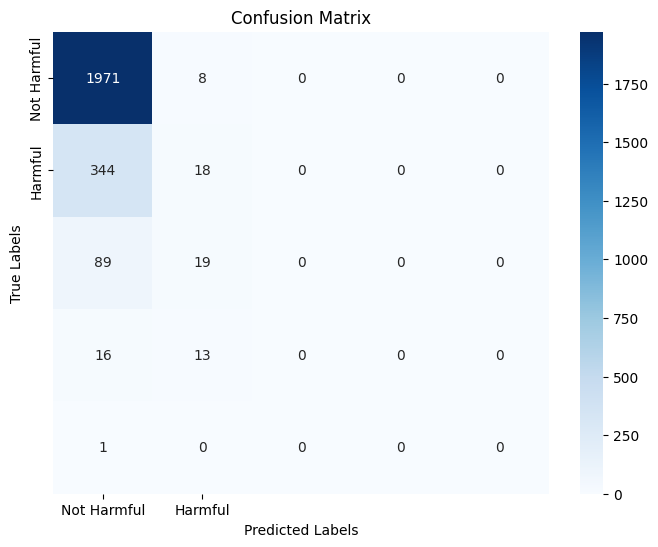 Confusion Matrix
Not Harmful
1971 8 0 0 0
Harmful
344 18 0 0 0
True Labels
89 19 0 0 0
16 13 0 0 0
1 0 0 0 0
Not Harmful Harmful
Predicted Labels
1750
1500
1250
1000
750
500
250
0